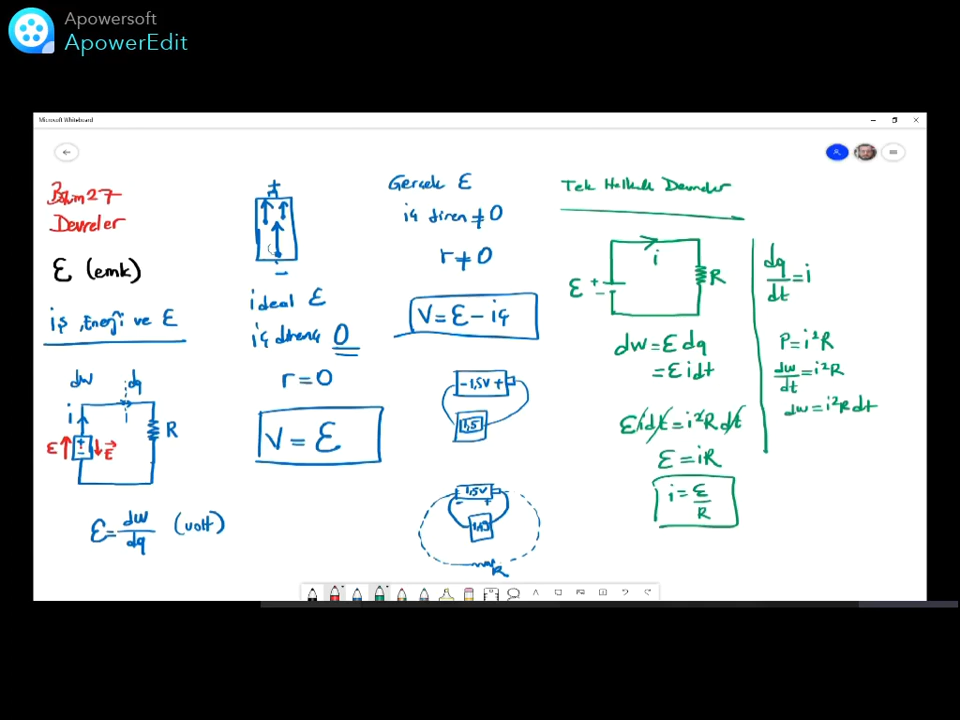 Apowersoft
ApowerEdit
Microsoft Whiteboard
Bölüm 27
Devreler
ε (emk)
iş, Enerji ve ε
dw dq
i
R
ε
+
-
E
ε = dw/dq (volt)
+
-
ideal ε
iç direnç 0
r = 0
V = ε
Gerçek ε
iç diren ≠ 0
r ≠ 0
V = ε - ir
- 1,5V +
1,5
1,5V
- +
R
Tek Halkalı Devreler
i
ε + -
R
dw = ε dq
= ε i dt
ε i dt = i²R dt
ε = iR
i = ε/R
dq/dt = i
P = i²R
dw/dt = i²R
dw = i²R dt